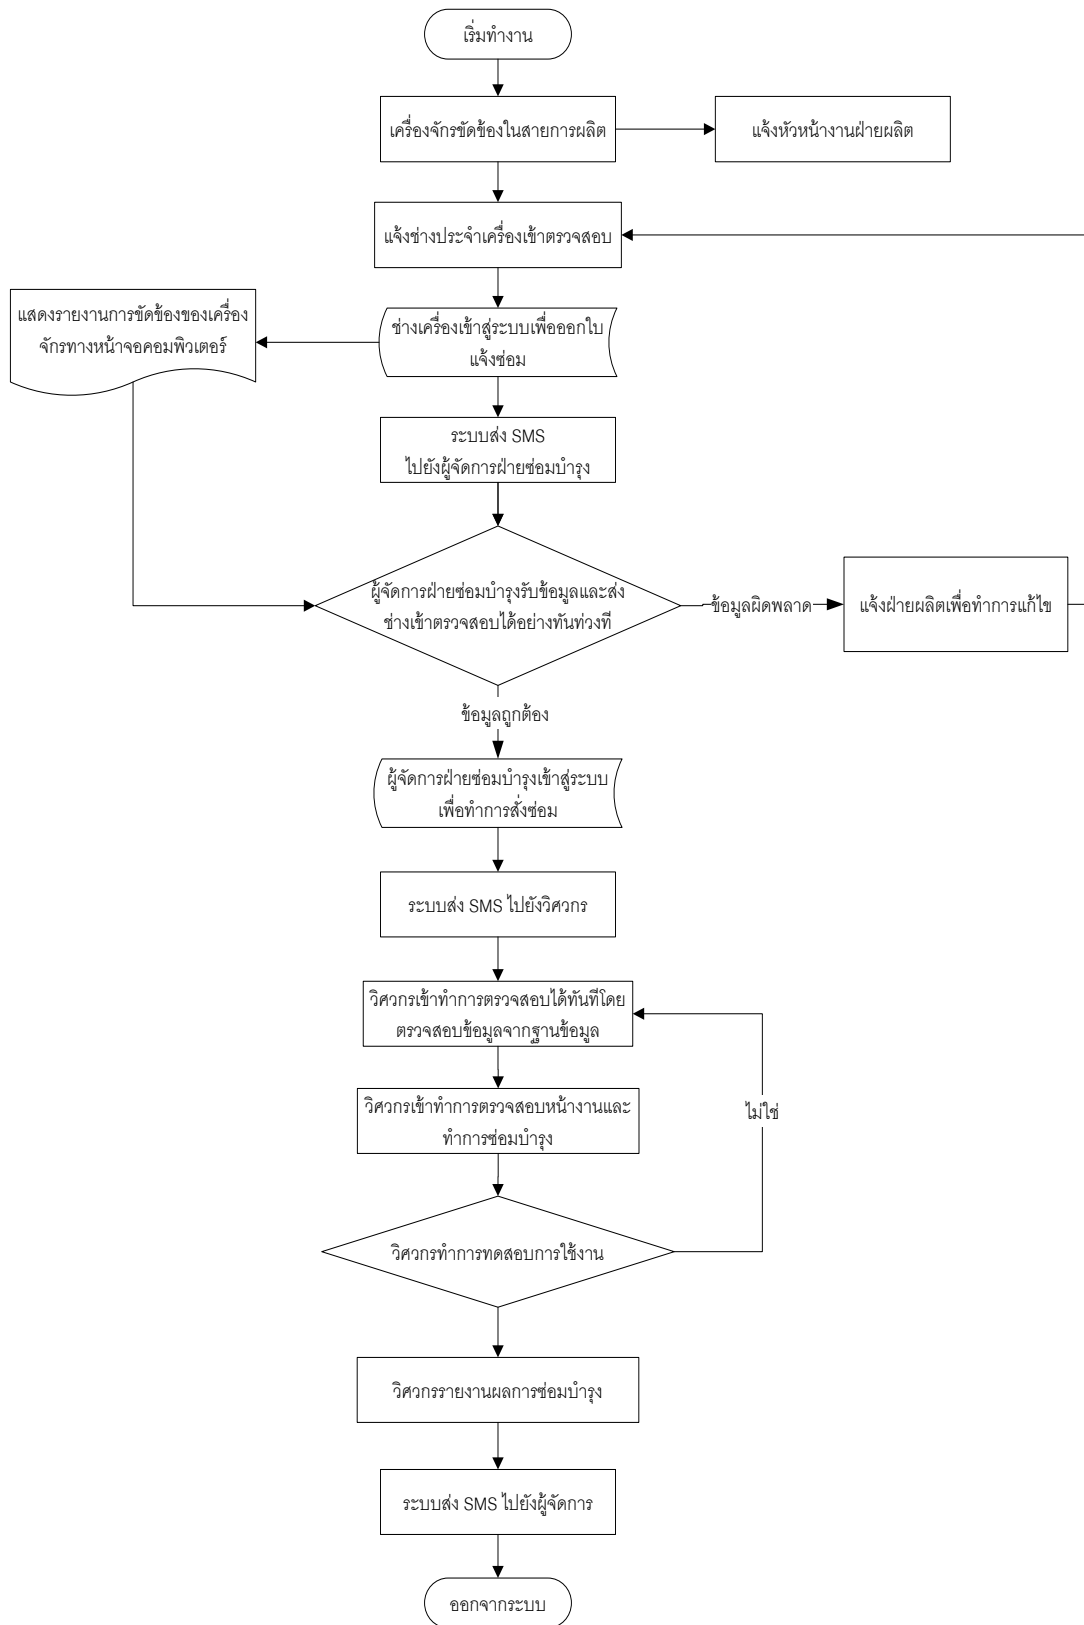 เริ่มทำงาน
เครื่องจักรขัดข้องในสายการผลิต
แจ้งหัวหน้างานฝ่ายผลิต
แจ้งช่างประจำเครื่องเข้าตรวจสอบ
แสดงรายงานการขัดข้องของเครื่อง
จักรทางหน้าจอคอมพิวเตอร์
ช่างเครื่องเข้าสู่ระบบเพื่อออกใบ
แจ้งซ่อม
ระบบส่ง SMS
ไปยังผู้จัดการฝ่ายซ่อมบำรุง
ผู้จัดการฝ่ายซ่อมบำรุงรับข้อมูลและส่ง
ช่างเข้าตรวจสอบได้อย่างทันท่วงที
ข้อมูลผิดพลาด
แจ้งฝ่ายผลิตเพื่อทำการแก้ไข
ข้อมูลถูกต้อง
ผู้จัดการฝ่ายซ่อมบำรุงเข้าสู่ระบบ
เพื่อทำการสั่งซ่อม
ระบบส่ง SMS ไปยังวิศวกร
วิศวกรเข้าทำการตรวจสอบได้ทันทีโดย
ตรวจสอบข้อมูลจากฐานข้อมูล
วิศวกรเข้าทำการตรวจสอบหน้างานและ
ทำการซ่อมบำรุง
ไม่ใช่
วิศวกรทำการทดสอบการใช้งาน
วิศวกรรายงานผลการซ่อมบำรุง
ระบบส่ง SMS ไปยังผู้จัดการ
ออกจากระบบ